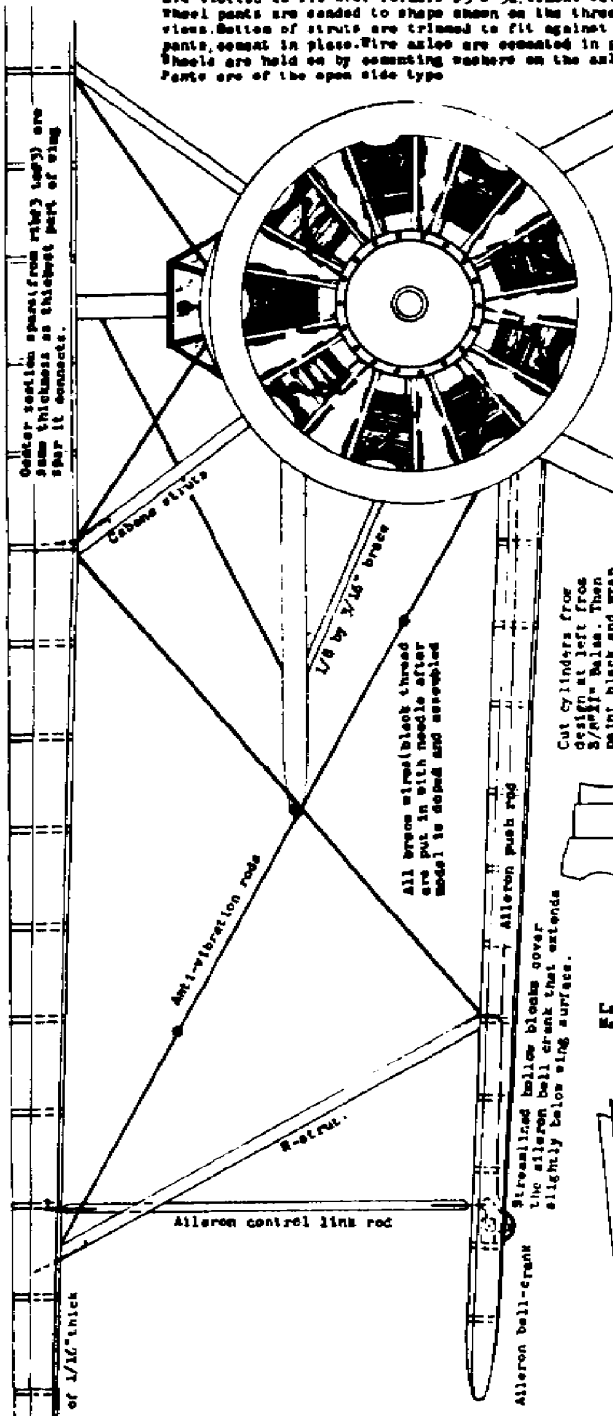 Wheel pants are sanded to shape shown on the three
views.Bottom of struts are trimmed to fit against
pants,cement in place.Wire axles are cemented in
Wheels are held on by cementing washers on the
Pants are of the open side type
Center section spars(from rib#3 to#3) are
same thickness as thickest part of wing
spar it connects.
Cabane struts
1/8 by 3/16" brace
All brace wires(black thread
are put in with needle after
model is doped and assembled
Anti-vibration rods
Cut cylinders from
design at left from
Balsa. Then
paint black and wrap
Aileron push rod
Streamlined hollow blocks cover
the aileron bell crank that extends
slightly below wing surface.
N-strut.
Aileron control link rod
Aileron bell-crank
of 1/16"thick